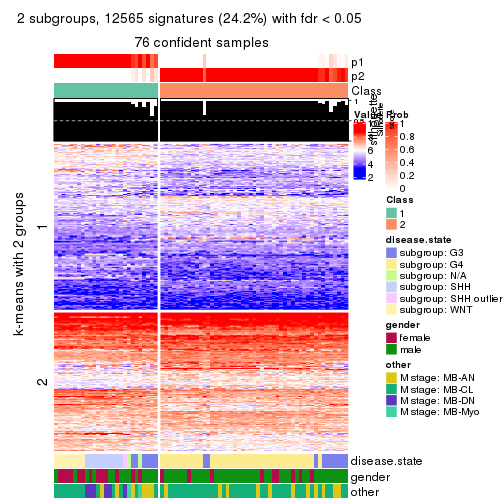 2 subgroups, 12565 signatures (24.2%) with fdr < 0.05
76 confident samples
p1
p2
Class
1
silhouette
k-means with 2 groups
1
2
disease.state
gender
other
Value
6
4
2
Prob
1
0.8
0.6
0.4
0.2
0
Class
1
2
disease.state
subgroup: G3
subgroup: G4
subgroup: N/A
subgroup: SHH
subgroup: SHH outlier
subgroup: WNT
gender
female
male
other
M stage: MB-AN
M stage: MB-CL
M stage: MB-DN
M stage: MB-Myo